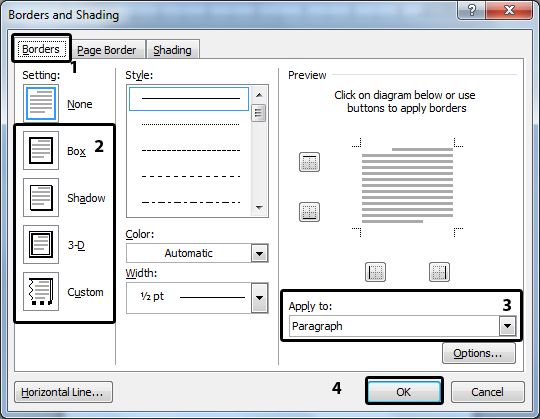 Borders and Shading
?
Borders
Page Border
Shading
1
Setting:
None
Box
2
Shadow
3-D
Custom
Style:
Color:
Automatic
Width:
½ pt
Preview
Click on diagram below or use
buttons to apply borders
Apply to:
3
Paragraph
Options...
Horizontal Line...
4
OK
Cancel